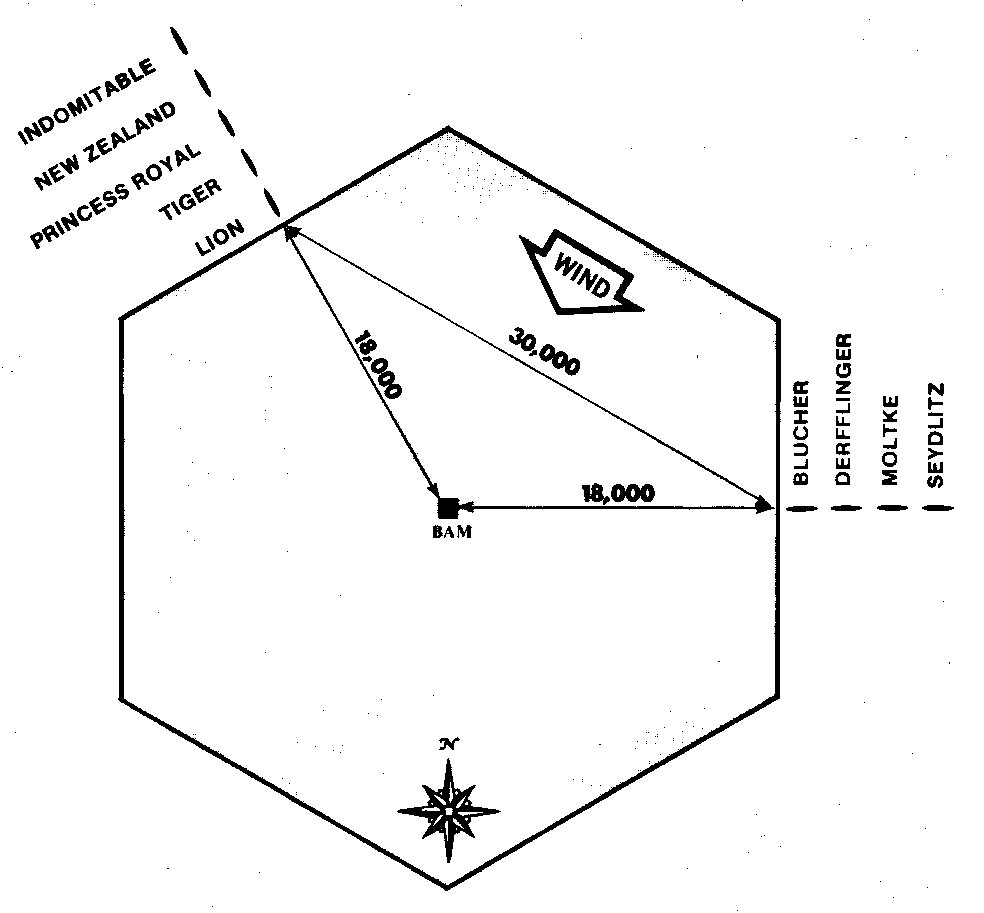 INDOMITABLE
NEW ZEALAND
PRINCESS ROYAL
TIGER
LION
WIND
30,000
18,000
BLUCHER
DERFFLINGER
MOLTKE
SEYDLITZ
18,000
BAM
N